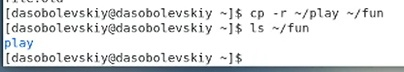 [dasobolevskiy@dasobolevskiy ~]$ cp -r ~/play ~/fun
[dasobolevskiy@dasobolevskiy ~]$ ls ~/fun
play
[dasobolevskiy@dasobolevskiy ~]$